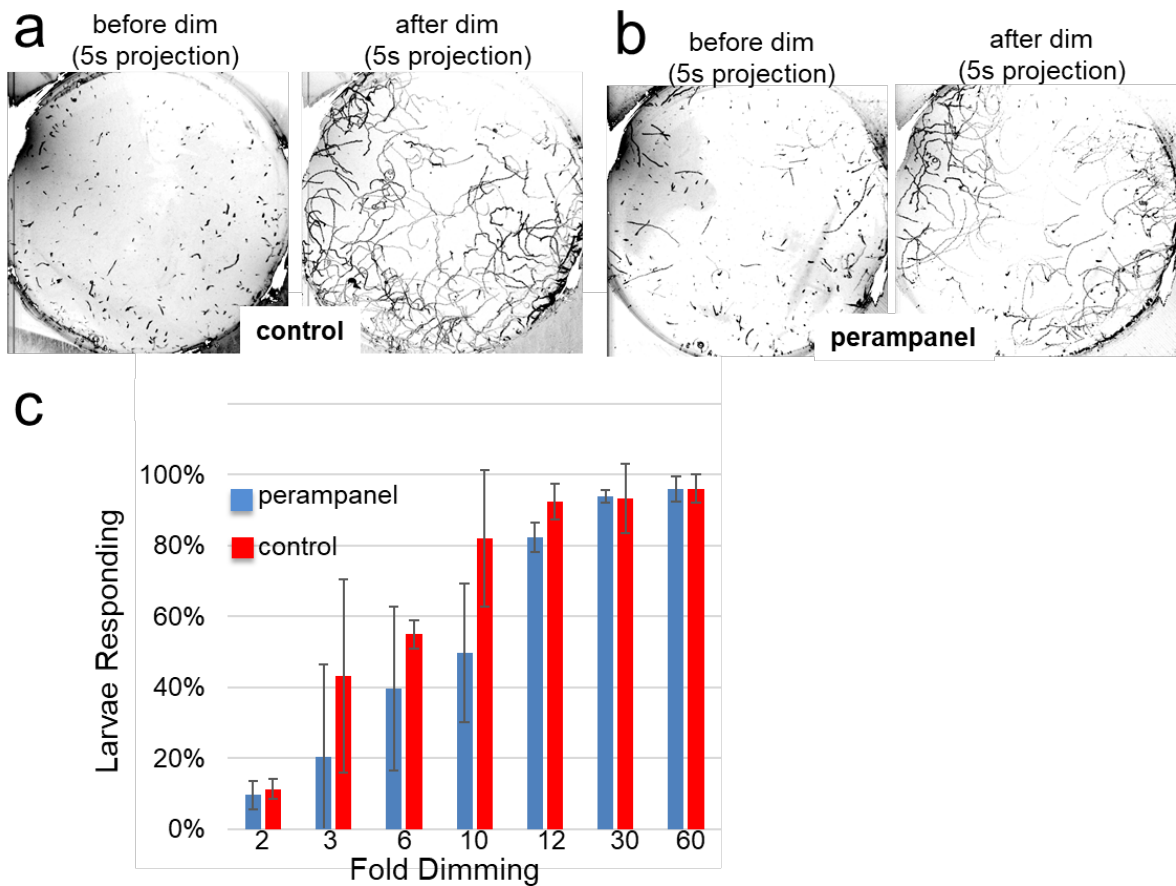 a
before dim
(5s projection)
after dim
(5s projection)
control
b
before dim
(5s projection)
after dim
(5s projection)
perampanel
c
Larvae Responding
100%
80%
60%
40%
20%
0%
perampanel
control
2 3 6 10 12 30 60
Fold Dimming